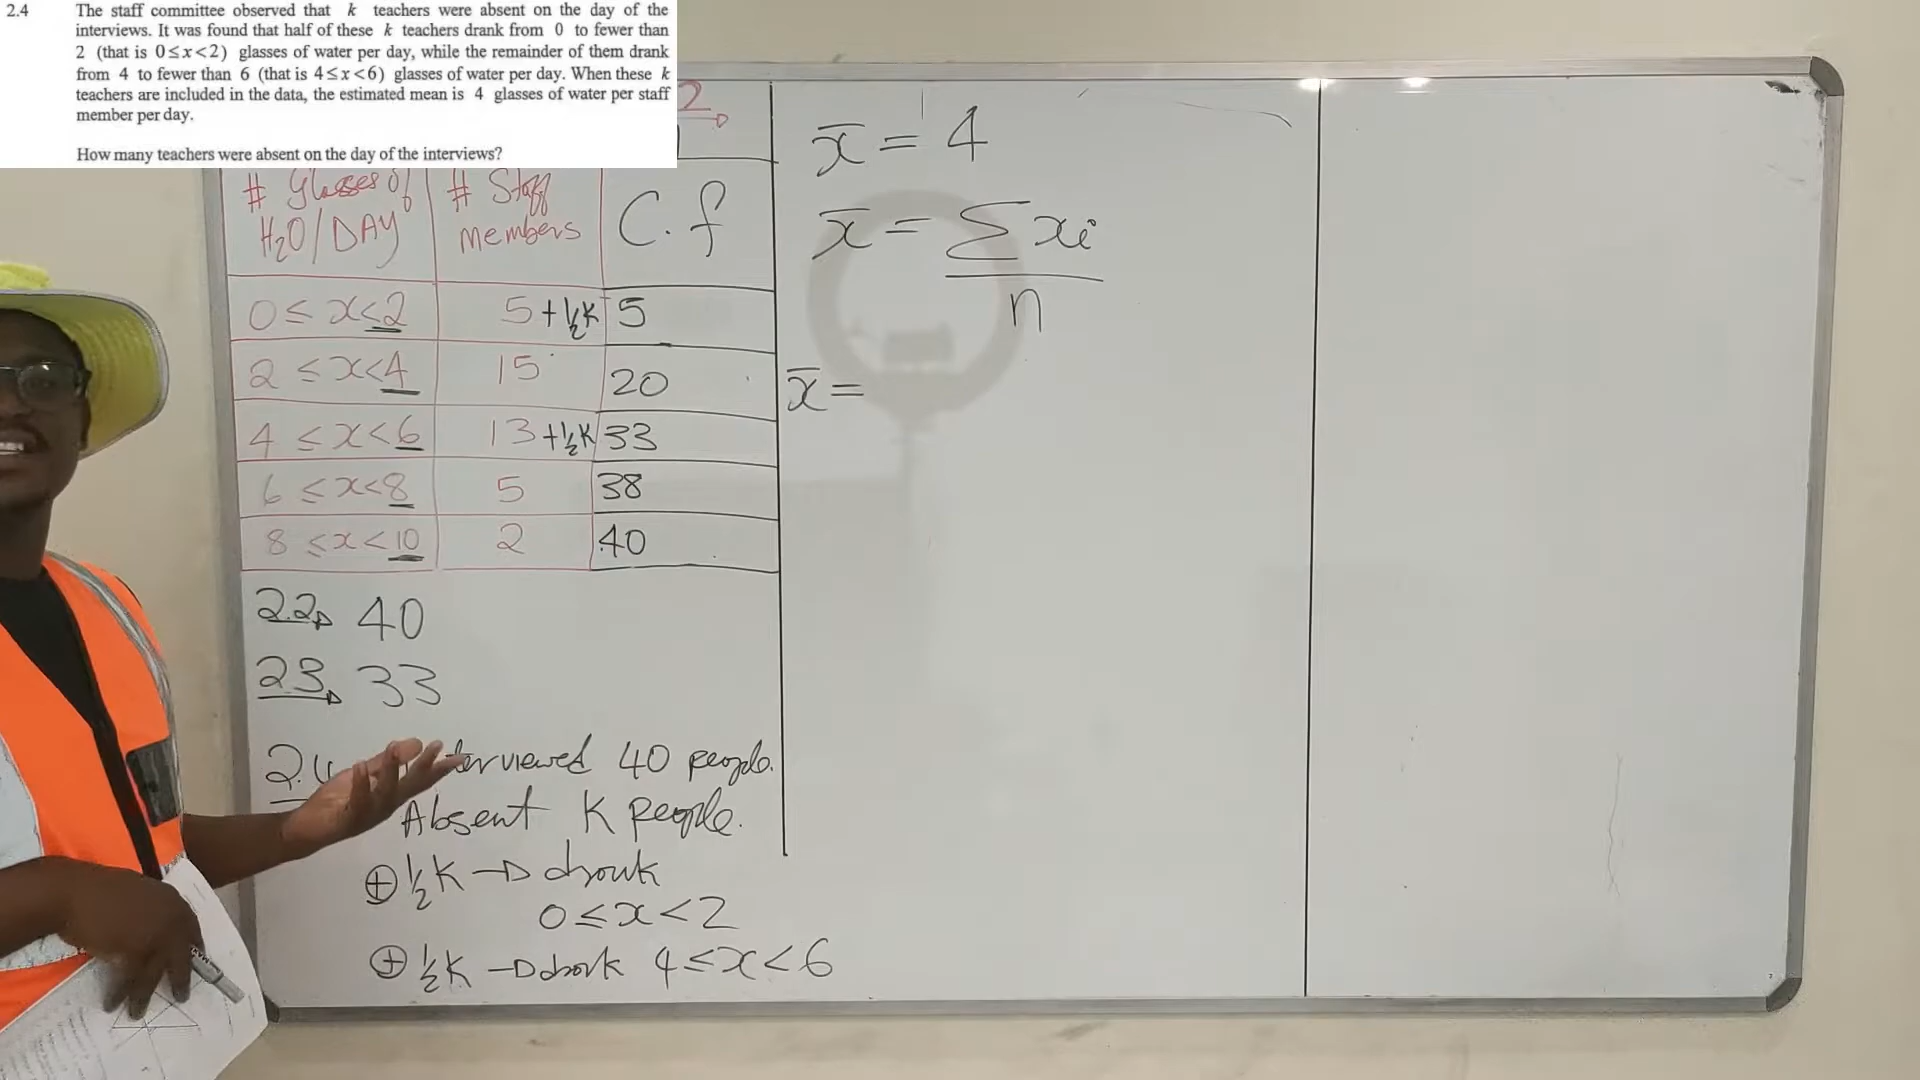 2.4 The staff committee observed that k teachers were absent on the day of the
interviews. It was found that half of these k teachers drank from 0 to fewer than
2 (that is 0≤x<2) glasses of water per day, while the remainder of them drank
from 4 to fewer than 6 (that is 4≤x<6) glasses of water per day. When these k
teachers are included in the data, the estimated mean is 4 glasses of water per staff
member per day.
How many teachers were absent on the day of the interviews?
# Glasses of H₂O/DAY # Staff members C.f
0 ≤ x<2 5+½k 5
2 ≤ x<4 15 20
4 ≤ x<6 13+½k 33
6 ≤ x<8 5 38
8 ≤ x<10 2 40
2.2 40
2.3 33
2.4 Interviewed 40 people.
Absent K people.
⊕ ½K → drank
0 ≤ x < 2
⊕ ½K → drank 4 ≤ x < 6
x̄ = 4
x̄ = Σxi
n
x̄ =